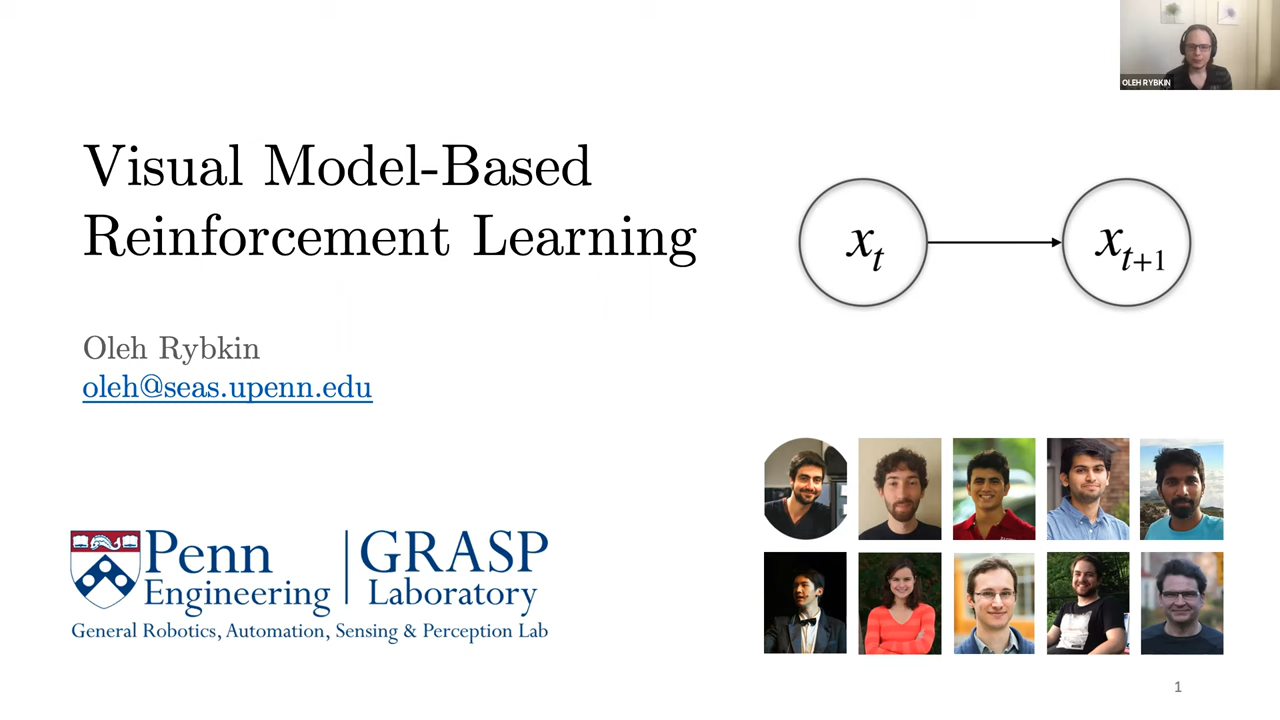 OLEH RYBKIN
Visual Model-Based
Reinforcement Learning
x_t
x_{t+1}
Oleh Rybkin
oleh@seas.upenn.edu
Penn
Engineering
GRASP
Laboratory
General Robotics, Automation, Sensing & Perception Lab
1